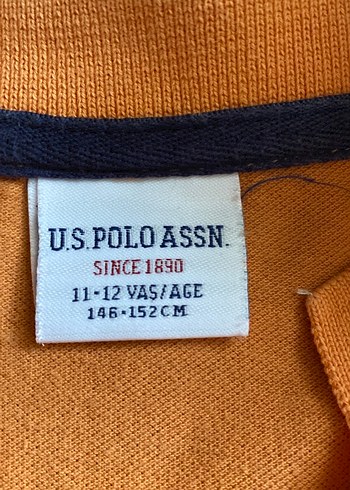 U.S. POLO ASSN.
SINCE 1890
11-12 YAŞ/AGE
146-152CM